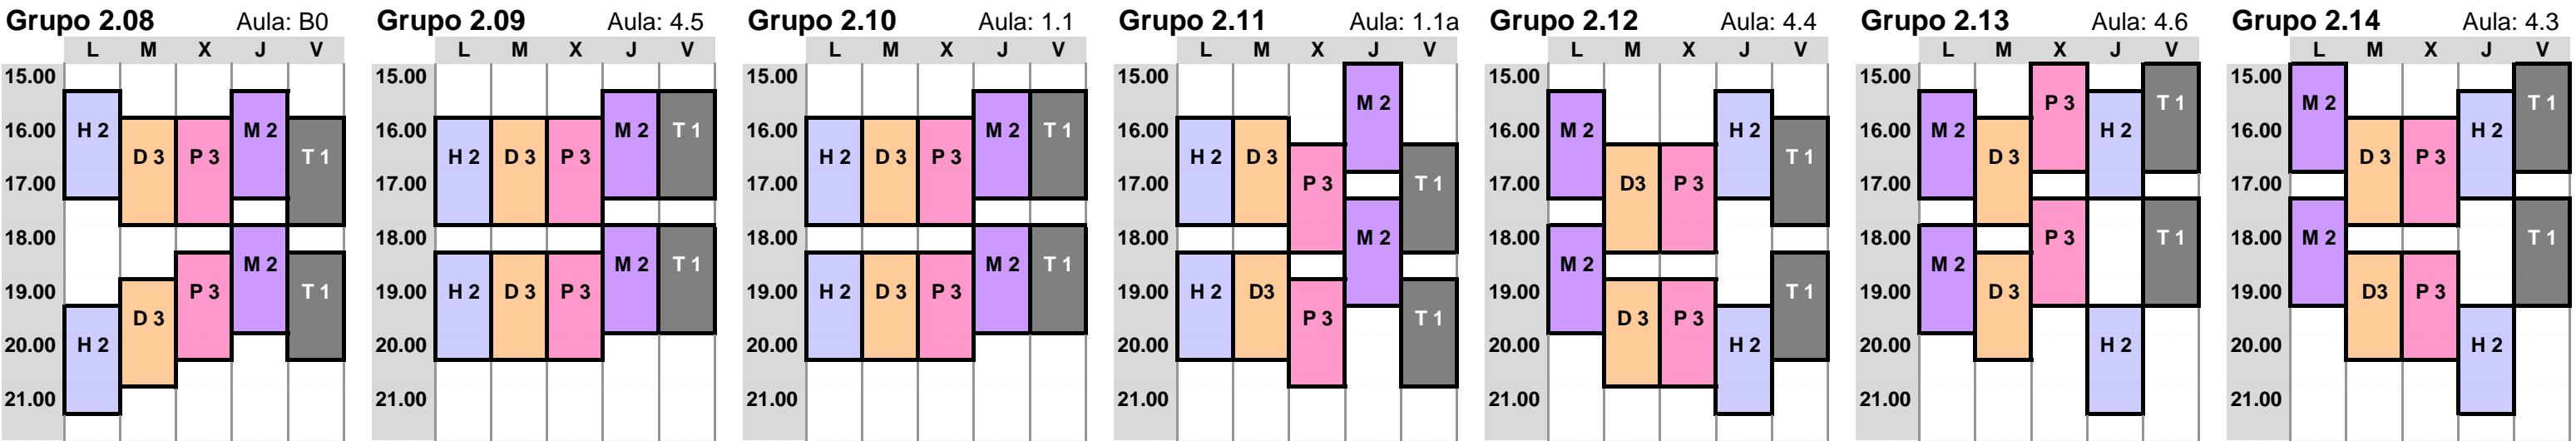 Grupo 2.08 Aula: B0
L M X J V
15.00
16.00
17.00
18.00
19.00
20.00
21.00
H 2 D 3 P 3 M 2 T 1
H 2 D 3 P 3 M 2 T 1
Grupo 2.09 Aula: 4.5
L M X J V
15.00
16.00
17.00
18.00
19.00
20.00
21.00
H 2 D 3 P 3 M 2 T 1
H 2 D 3 P 3 M 2 T 1
Grupo 2.10 Aula: 1.1
L M X J V
15.00
16.00
17.00
18.00
19.00
20.00
21.00
H 2 D 3 P 3 M 2 T 1
H 2 D 3 P 3 M 2 T 1
Grupo 2.11 Aula: 1.1a
L M X J V
15.00
16.00
17.00
18.00
19.00
20.00
21.00
H 2 D 3 P 3 M 2 T 1
H 2 D3 P 3 M 2 T 1
Grupo 2.12 Aula: 4.4
L M X J V
15.00
16.00
17.00
18.00
19.00
20.00
21.00
M 2 D3 P 3 H 2 T 1
M 2 D 3 P 3 H 2 T 1
Grupo 2.13 Aula: 4.6
L M X J V
15.00
16.00
17.00
18.00
19.00
20.00
21.00
M 2 D 3 P 3 H 2 T 1
M 2 D 3 P 3 H 2 T 1
Grupo 2.14 Aula: 4.3
L M X J V
15.00
16.00
17.00
18.00
19.00
20.00
21.00
M 2 D 3 P 3 H 2 T 1
M 2 D3 P 3 H 2 T 1